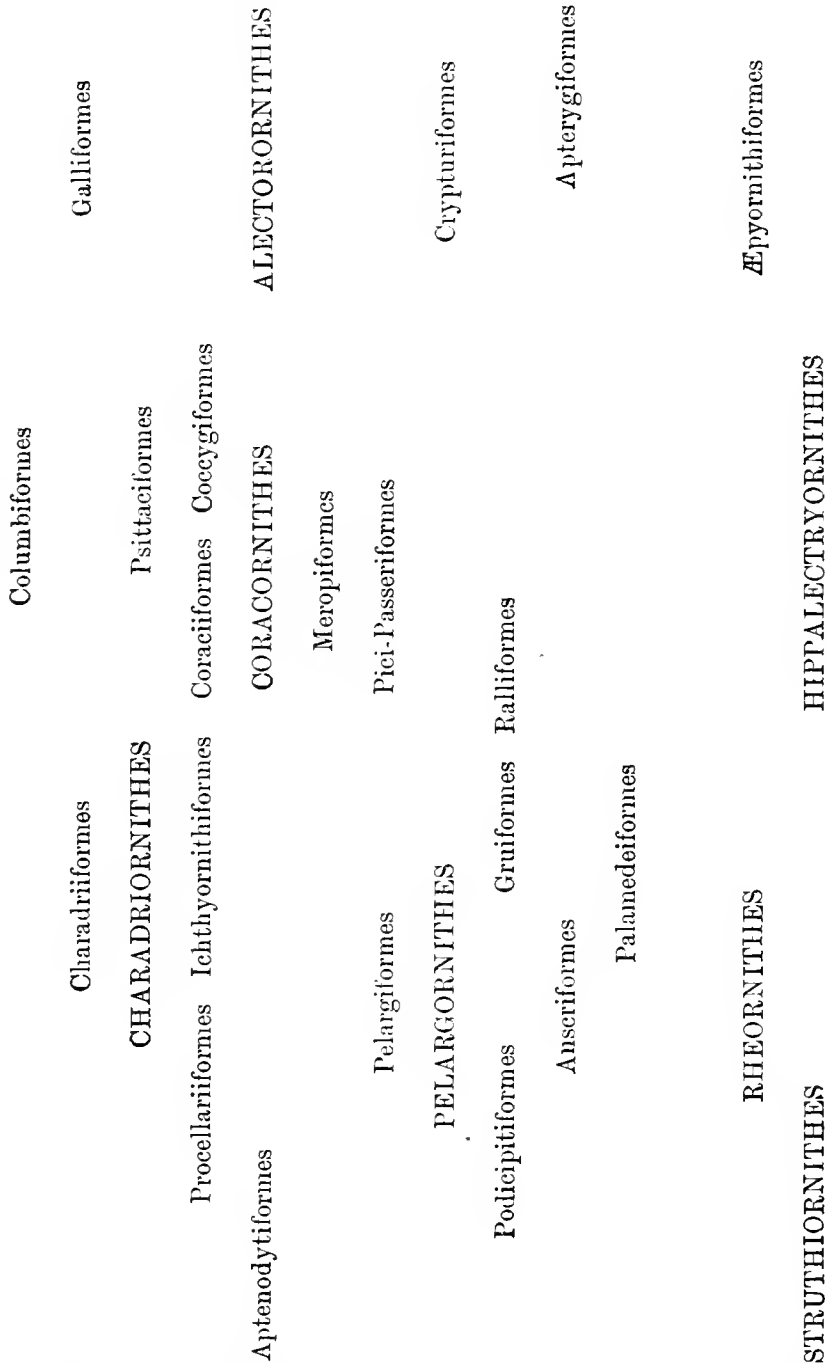 Columbiformes
Charadriiformes Galliformes
CHARADRIORNITHES Psittaciformes
Procellariiformes Ichthyornithiformes Coraciiformes Coccygiformes
Aptenodytiformes CORACORNITHES ALECTORORNITHES
Meropiformes
Pelargiformes Pici-Passeriformes
PELARGORNITHES Crypturiformes
Podicipitiformes Gruiformes Ralliformes
Anseriformes Apterygiformes
Palamedeiformes
RHEORNITHES Æpyornithiformes
STRUTHIORNITHES HIPPALECTRYORNITHES